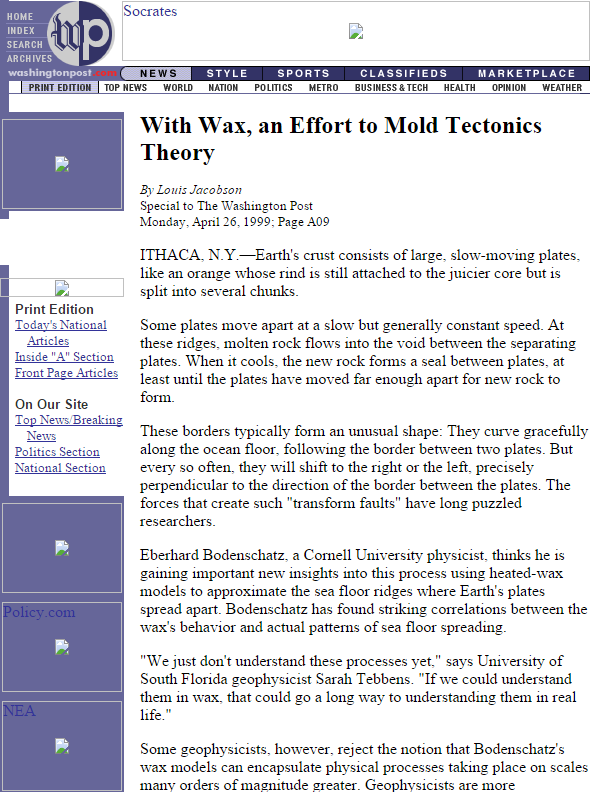 HOME
INDEX
SEARCH
ARCHIVES
wp
washingtonpost.com
Socrates
NEWS STYLE SPORTS CLASSIFIEDS MARKETPLACE
PRINT EDITION TOP NEWS WORLD NATION POLITICS METRO BUSINESS & TECH HEALTH OPINION WEATHER
Print Edition
Today's National
Articles
Inside "A" Section
Front Page Articles
On Our Site
Top News/Breaking
News
Politics Section
National Section
Policy.com
NEA
With Wax, an Effort to Mold Tectonics
Theory
By Louis Jacobson
Special to The Washington Post
Monday, April 26, 1999; Page A09
ITHACA, N.Y.—Earth's crust consists of large, slow-moving plates,
like an orange whose rind is still attached to the juicier core but is
split into several chunks.
Some plates move apart at a slow but generally constant speed. At
these ridges, molten rock flows into the void between the separating
plates. When it cools, the new rock forms a seal between plates, at
least until the plates have moved far enough apart for new rock to
form.
These borders typically form an unusual shape: They curve gracefully
along the ocean floor, following the border between two plates. But
every so often, they will shift to the right or the left, precisely
perpendicular to the direction of the border between the plates. The
forces that create such "transform faults" have long puzzled
researchers.
Eberhard Bodenschatz, a Cornell University physicist, thinks he is
gaining important new insights into this process using heated-wax
models to approximate the sea floor ridges where Earth's plates
spread apart. Bodenschatz has found striking correlations between the
wax's behavior and actual patterns of sea floor spreading.
"We just don't understand these processes yet," says University of
South Florida geophysicist Sarah Tebbens. "If we could understand
them in wax, that could go a long way to understanding them in real
life."
Some geophysicists, however, reject the notion that Bodenschatz's
wax models can encapsulate physical processes taking place on scales
many orders of magnitude greater. Geophysicists are more